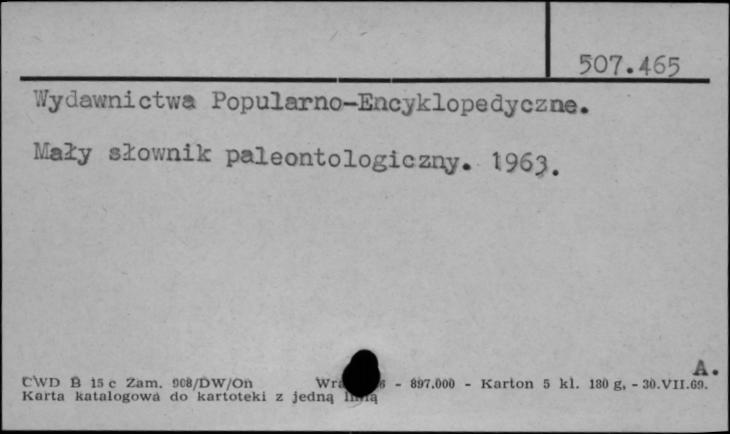 507.465
Wydawnictwa Popularno-Encyklopedyczne.
Mały słownik paleontologiczny. 1963.
A.
CWD B 15 c Zam. 908/DW/On - 897.000 - Karton 5 kl. 180 g, - 30.VII.69.
Karta katalogowa do kartoteki z jedną linią